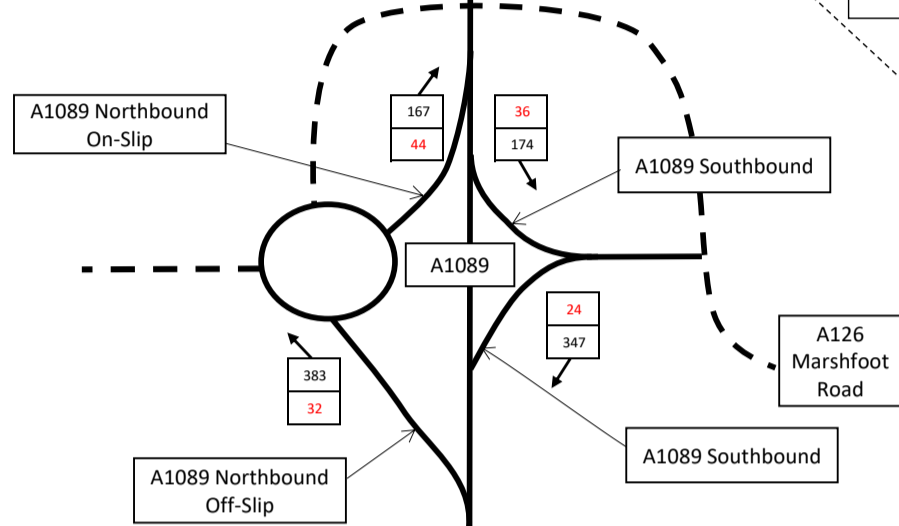 A1089 Northbound
On-Slip
167
44
36
174
A1089 Southbound
A1089
24
347
A126
Marshfoot
Road
383
32
A1089 Southbound
A1089 Northbound
Off-Slip